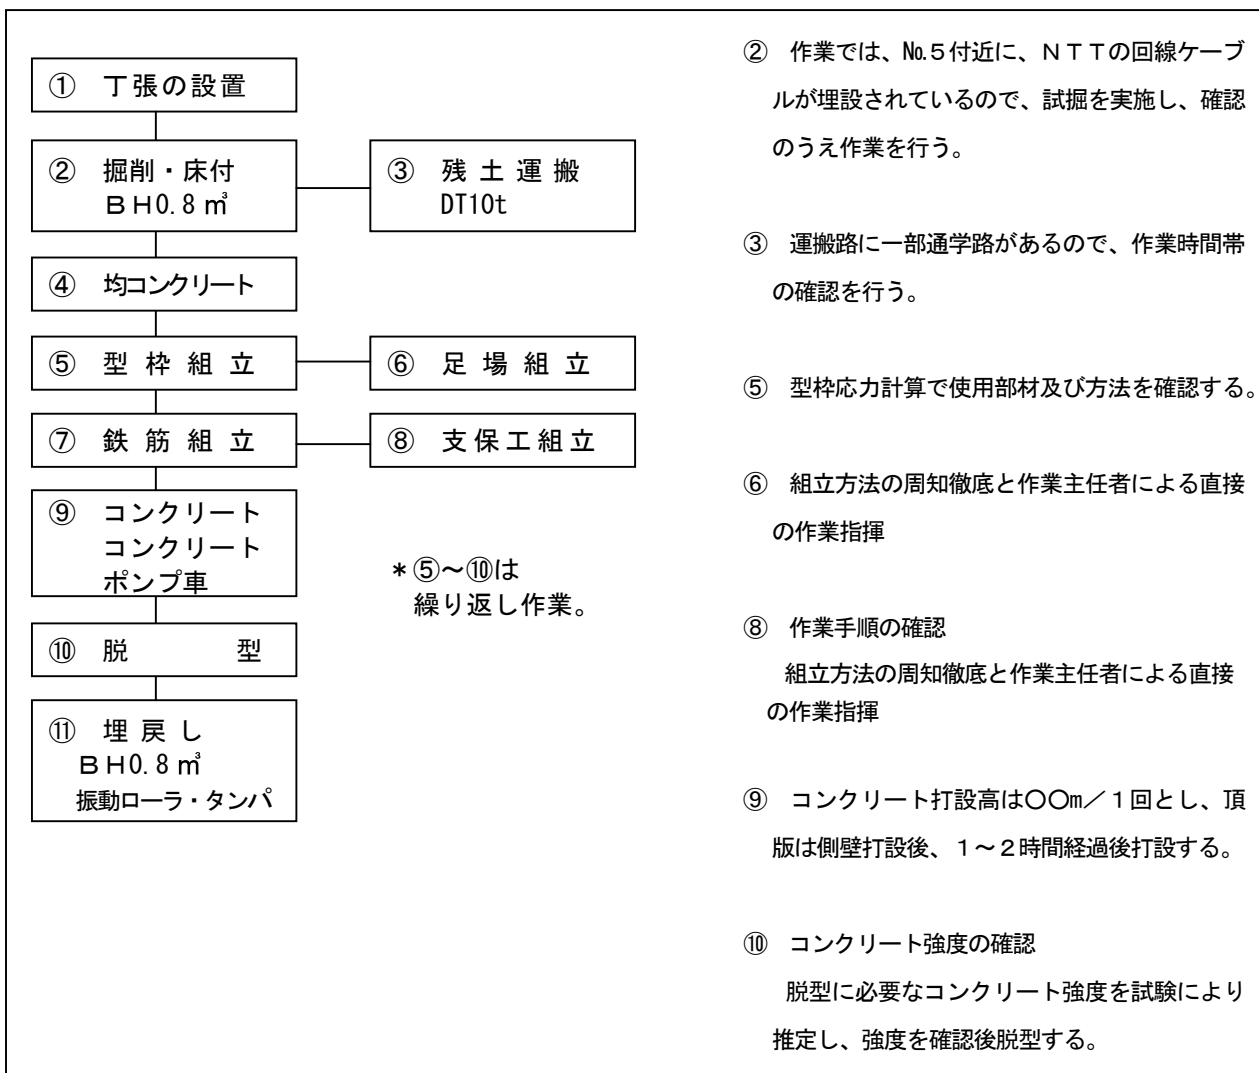 ① 丁張の設置
② 掘削・床付
ＢＨ0.8㎥
③ 残土運搬
DT10t
④ 均コンクリート
⑤ 型枠組立
⑥ 足場組立
⑦ 鉄筋組立
⑧ 支保工組立
⑨ コンクリート
コンクリート
ポンプ車
＊⑤～⑩は
繰り返し作業。
⑩ 脱 型
⑪ 埋戻し
ＢＨ0.8㎥
振動ローラ・タンパ
② 作業では、№５付近に、ＮＴＴの回線ケーブ
ルが埋設されているので、試掘を実施し、確認
のうえ作業を行う。
③ 運搬路に一部通学路があるので、作業時間帯
の確認を行う。
⑤ 型枠応力計算で使用部材及び方法を確認する。
⑥ 組立方法の周知徹底と作業主任者による直接
の作業指揮
⑧ 作業手順の確認
組立方法の周知徹底と作業主任者による直接
の作業指揮
⑨ コンクリート打設高は〇〇m／１回とし、頂
版は側壁打設後、１～２時間経過後打設する。
⑩ コンクリート強度の確認
脱型に必要なコンクリート強度を試験により
推定し、強度を確認後脱型する。